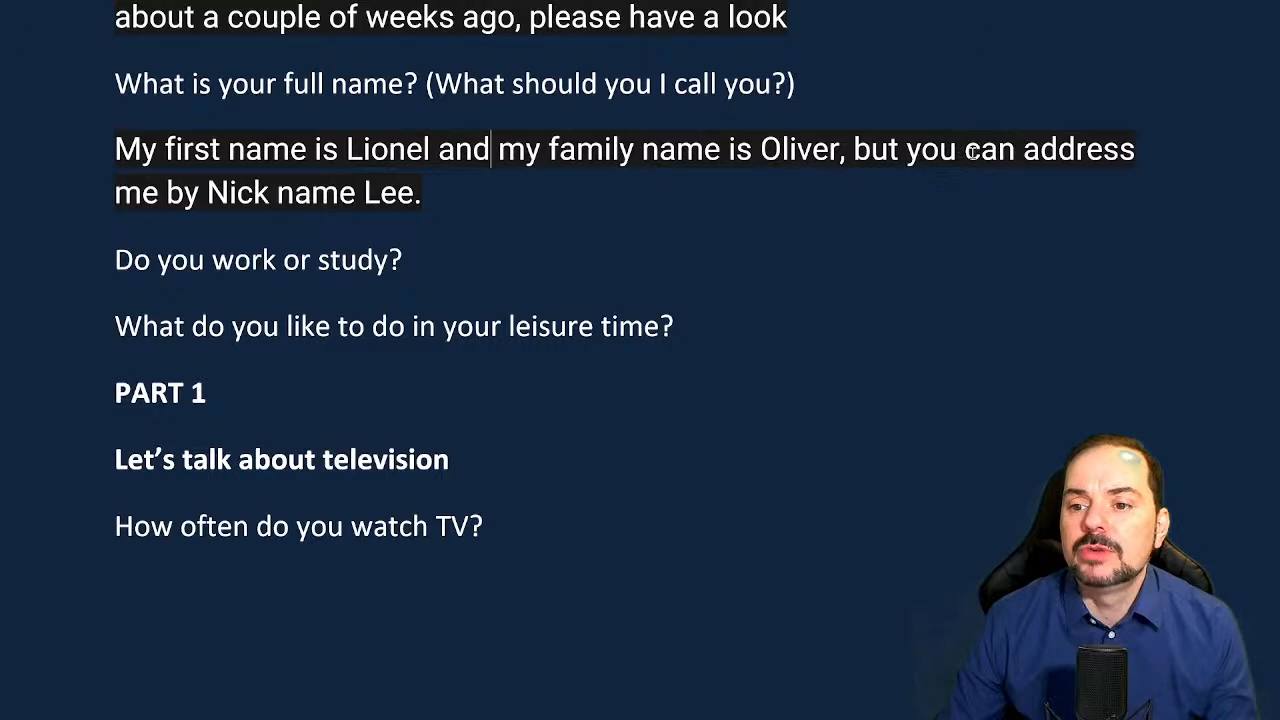 about a couple of weeks ago, please have a look
What is your full name? (What should you I call you?)
My first name is Lionel and my family name is Oliver, but you can address
me by Nick name Lee.
Do you work or study?
What do you like to do in your leisure time?
PART 1
Let’s talk about television
How often do you watch TV?